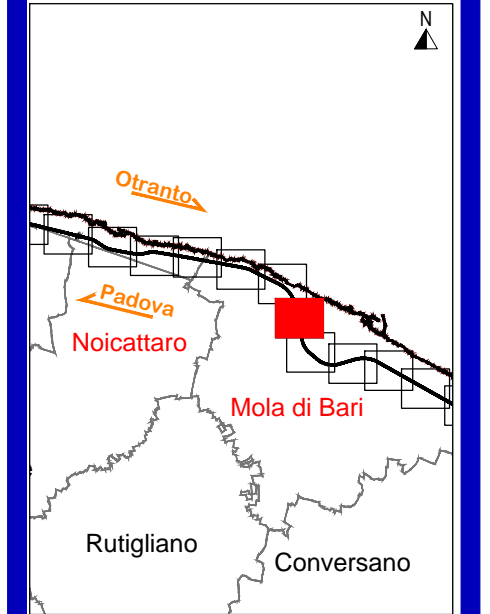 N
Otranto
Padova
Noicattaro
Mola di Bari
Rutigliano
Conversano